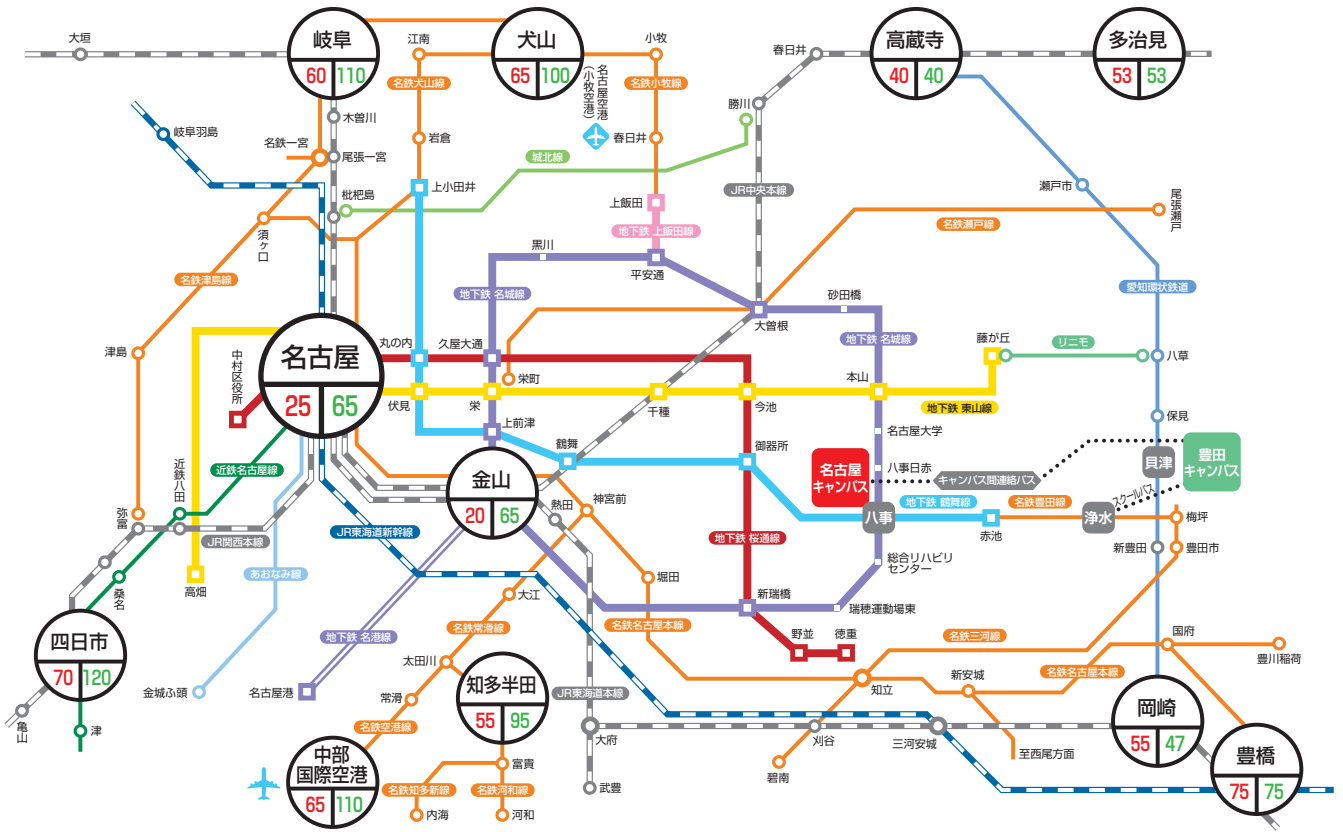 大垣
岐阜
60 110
江南
犬山
65 100
小牧
春日井
高蔵寺
40 40
多治見
53 53
名鉄犬山線
名古屋空港
（小牧空港）
名鉄小牧線
勝川
木曽川
岐阜羽島
名鉄一宮
尾張一宮
岩倉
春日井
城北線
枇杷島
上小田井
JR中央本線
瀬戸市
尾張瀬戸
上飯田
地下鉄 上飯田線
名鉄瀬戸線
須ヶ口
黒川
平安通
名鉄津島線
地下鉄 名城線
愛知環状鉄道
砂田橋
大曽根
地下鉄 名城線
津島
名古屋
25 65
中村区役所
丸の内
久屋大通
藤が丘
リニモ
八草
栄町
本山
伏見
栄
千種
今池
地下鉄 東山線
保見
上前津
鶴舞
御器所
名古屋大学
近鉄八田
近鉄名古屋線
金山
20 65
名古屋
キャンパス
八事日赤
キャンパス間連絡バス
貝津
豊田
キャンパス
スクールバス
弥富
熱田
神宮前
地下鉄 鶴舞線
名鉄豊田線
八事
赤池
浄水
梅坪
JR関西本線
JR東海道新幹線
地下鉄 桜通線
新豊田
豊田市
総合リハビリ
センター
あおなみ線
高畑
桑名
堀田
大江
新瑞橋
瑞穂運動場東
四日市
70 120
地下鉄 名港線
名鉄常滑線
名鉄名古屋本線
野並
徳重
名鉄三河線
国府
豊川稲荷
太田川
知多半田
55 95
金城ふ頭
名古屋港
常滑
JR東海道本線
知立
新安城
名鉄名古屋本線
亀山
津
名鉄空港線
大府
刈谷
三河安城
岡崎
55 47
中部
国際空港
65 110
富貴
碧南
至西尾方面
豊橋
75 75
名鉄知多新線
名鉄河和線
武豊
内海
河和